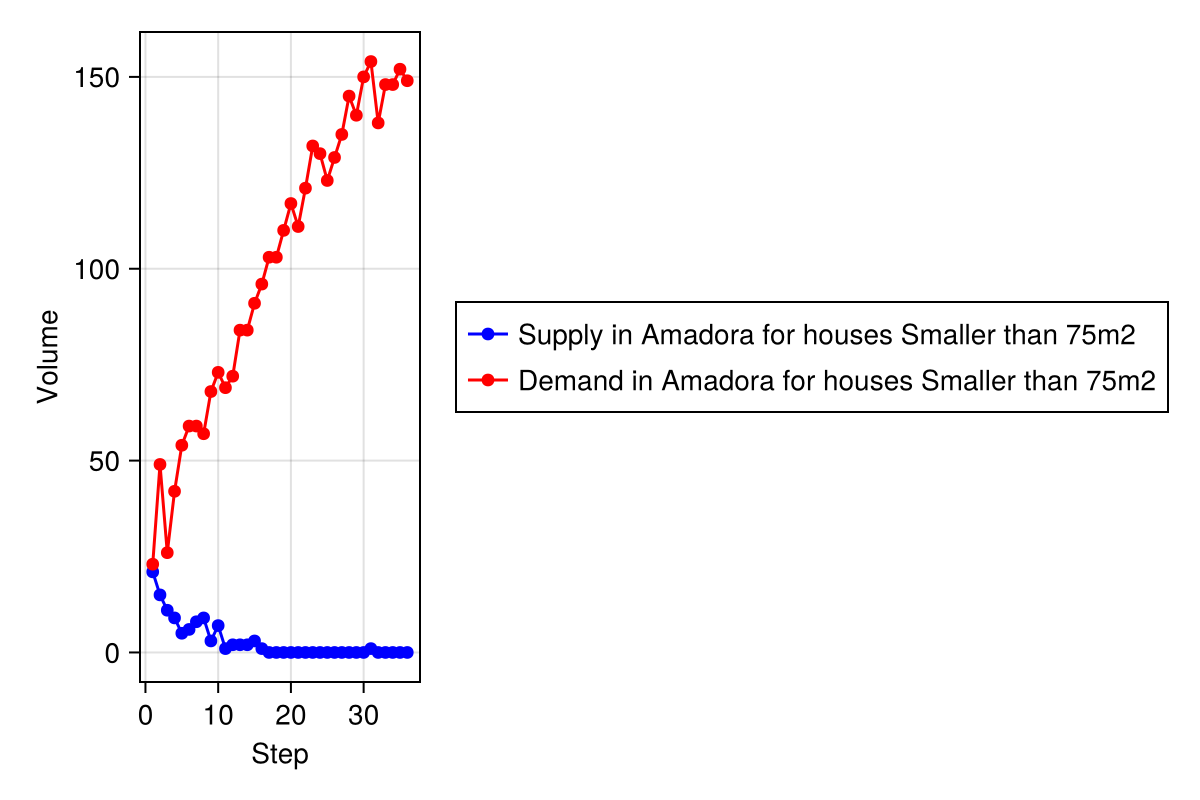 150
100
50
0
Volume
0 10 20 30
Step
Supply in Amadora for houses Smaller than 75m2
Demand in Amadora for houses Smaller than 75m2